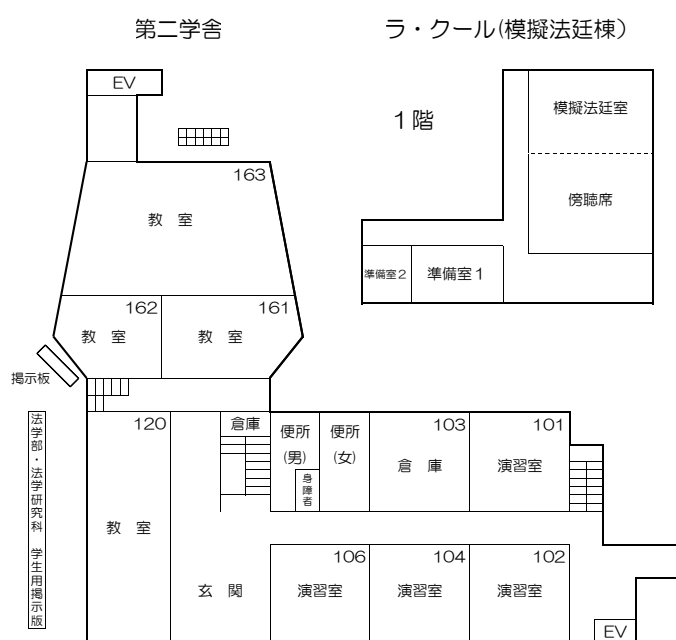 第二学舎
ラ・クール(模擬法廷棟)
EV
1階
模擬法廷室
163
教 室
傍聴席
準備室2
準備室1
162
161
教 室
教 室
掲示板
法学部・法学研究科 学生用掲示版
120
倉庫
便所
(男)
便所
(女)
103
101
身障者
倉 庫
演習室
教 室
106
104
102
玄 関
演習室
演習室
演習室
EV